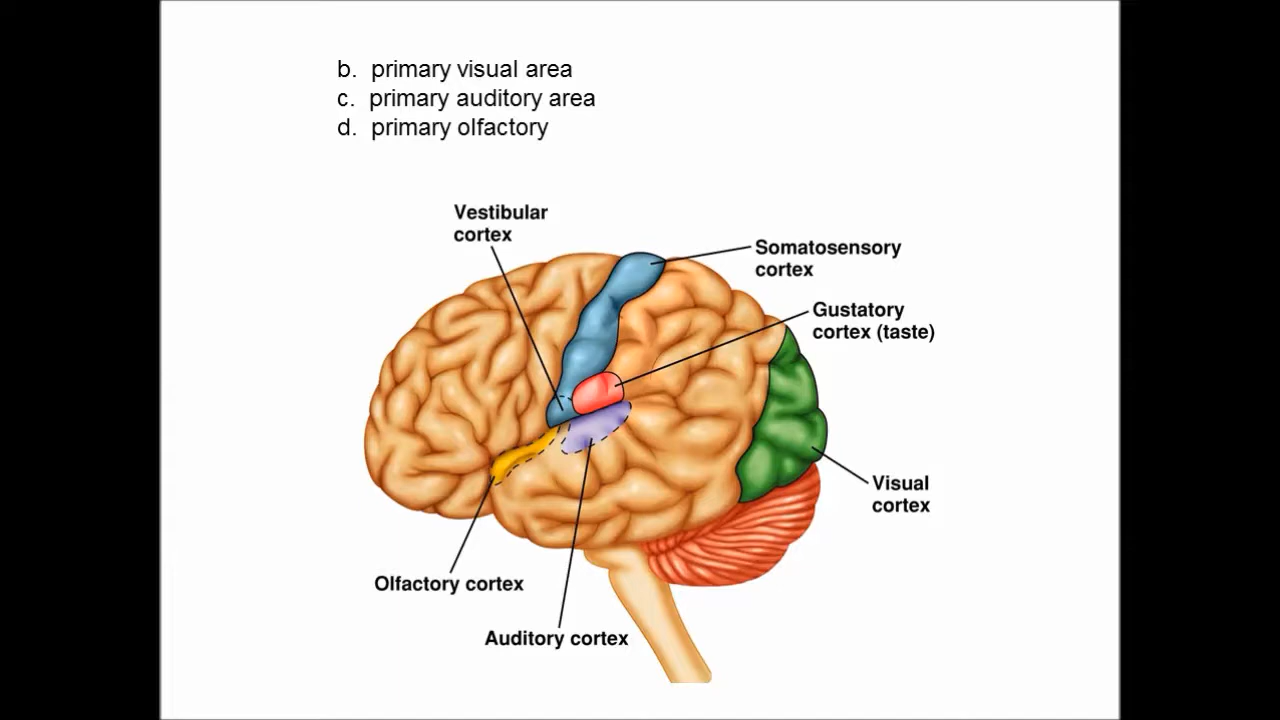 b. primary visual area
c. primary auditory area
d. primary olfactory
Vestibular
cortex
Somatosensory
cortex
Gustatory
cortex (taste)
Visual
cortex
Olfactory cortex
Auditory cortex